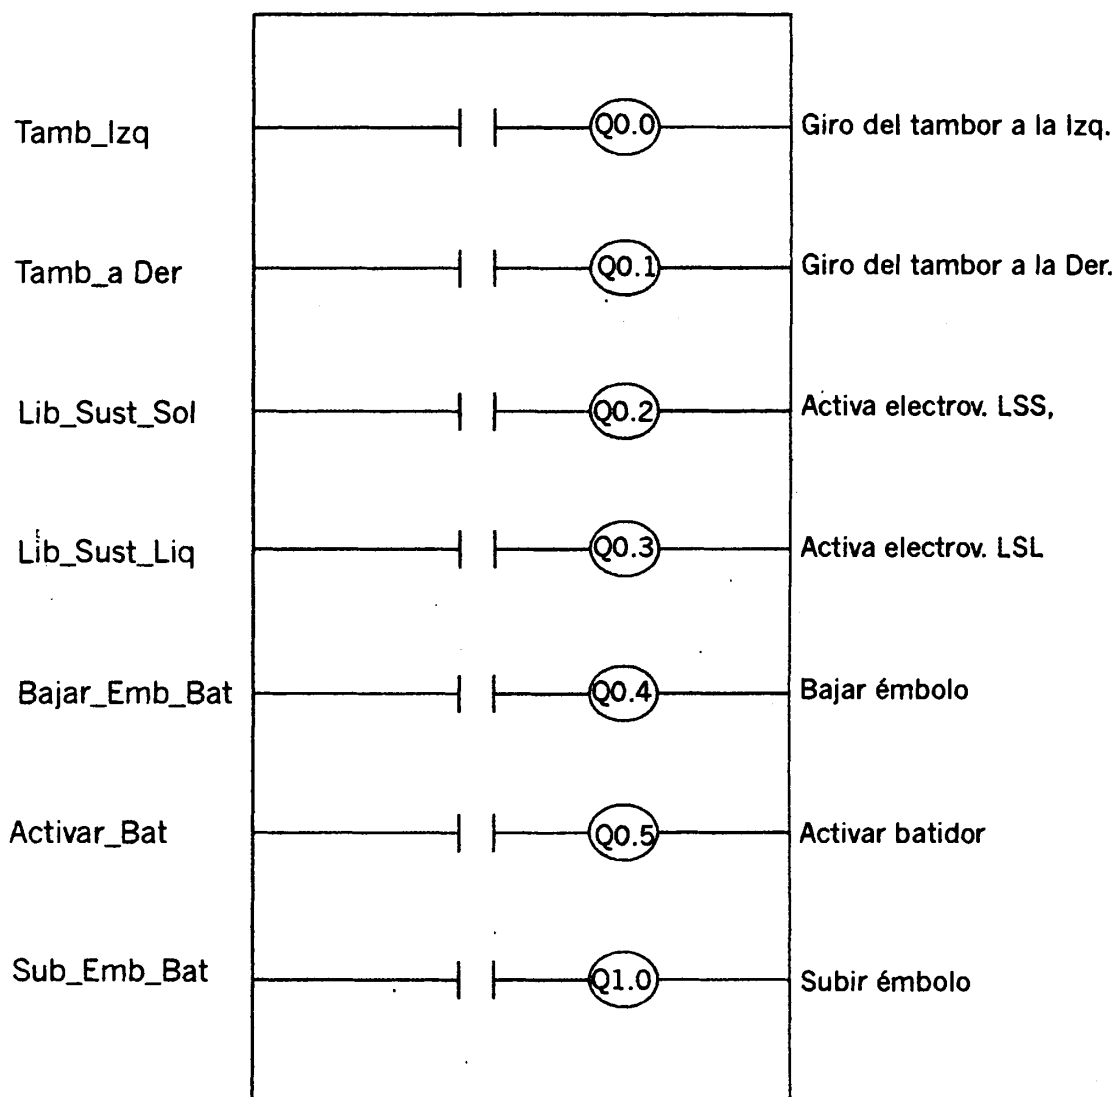 Tamb_Izq Q0.0 Giro del tambor a la Izq.
Tamb_a Der Q0.1 Giro del tambor a la Der.
Lib_Sust_Sol Q0.2 Activa electrov. LSS,
Lib_Sust_Liq Q0.3 Activa electrov. LSL
Bajar_Emb_Bat Q0.4 Bajar émbolo
Activar_Bat Q0.5 Activar batidor
Sub_Emb_Bat Q1.0 Subir émbolo